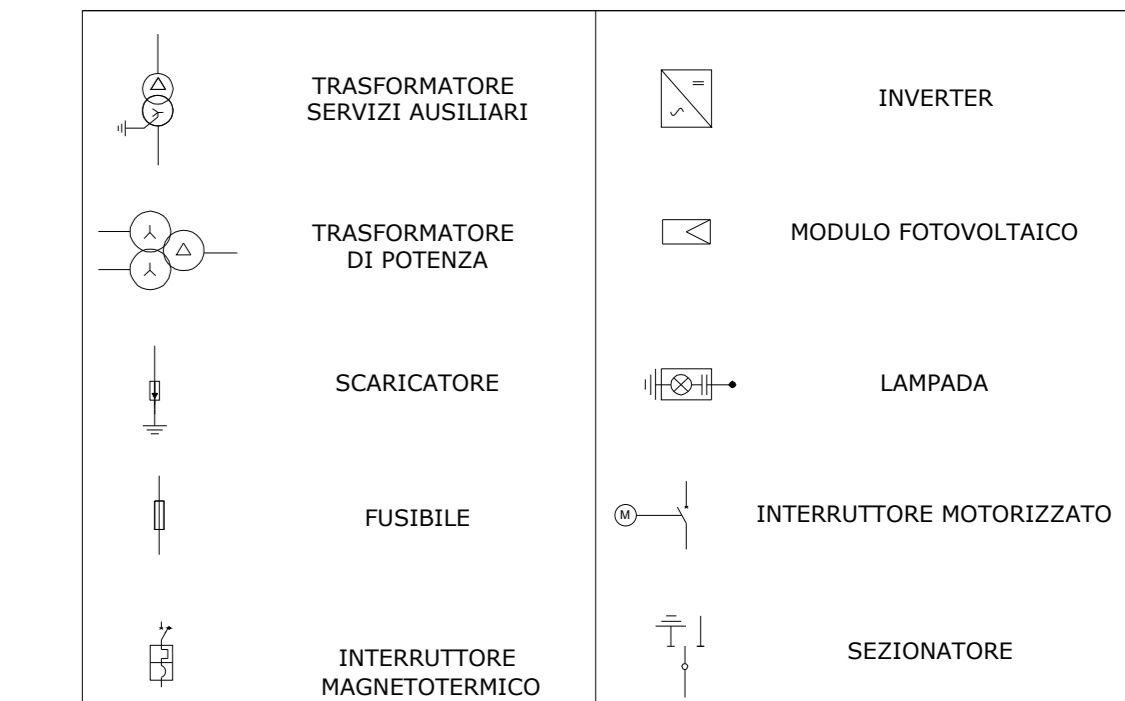 TRASFORMATORE
SERVIZI AUSILIARI
TRASFORMATORE
DI POTENZA
SCARICATORE
FUSIBILE
INTERRUTTORE
MAGNETOTERMICO
INVERTER
MODULO FOTOVOLTAICO
LAMPADA
M
INTERRUTTORE MOTORIZZATO
SEZIONATORE